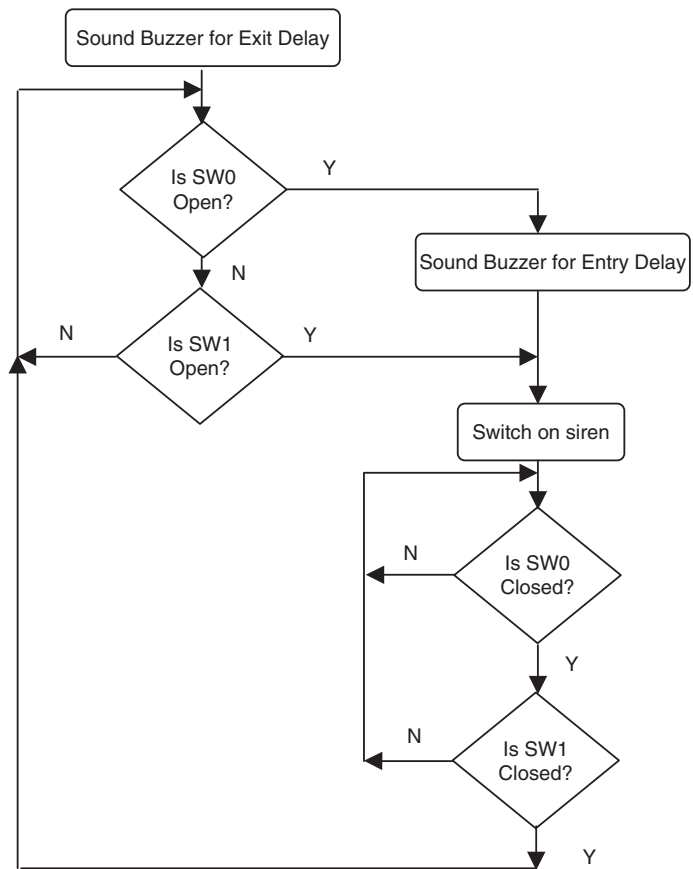 Sound Buzzer for Exit Delay
Is SW0
Open?
Y
Sound Buzzer for Entry Delay
N
Is SW1
Open?
N
Y
Switch on siren
Is SW0
Closed?
N
Y
Is SW1
Closed?
N
Y